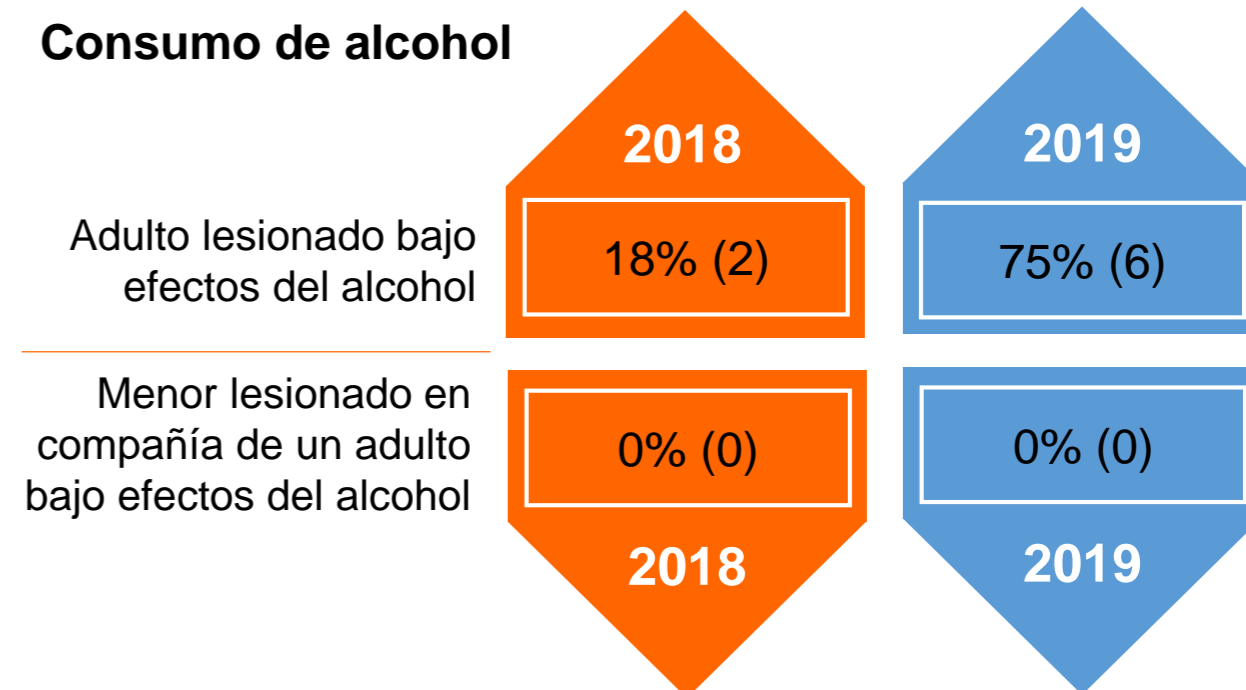 Consumo de alcohol
2018
2019
Adulto lesionado bajo
efectos del alcohol
18% (2)
75% (6)
Menor lesionado en
compañía de un adulto
bajo efectos del alcohol
0% (0)
0% (0)
2018
2019